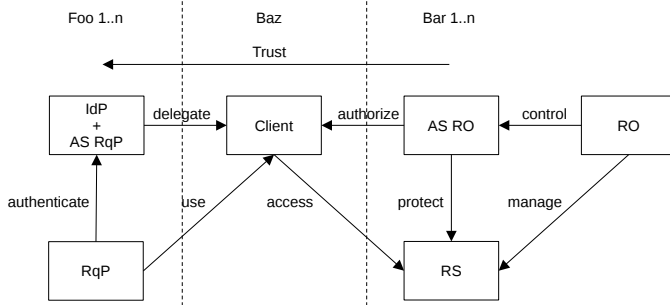 Foo 1..n
Baz
Bar 1..n
Trust
IdP
+
AS RqP
delegate
Client
authorize
AS RO
control
RO
authenticate
use
access
protect
manage
RqP
RS